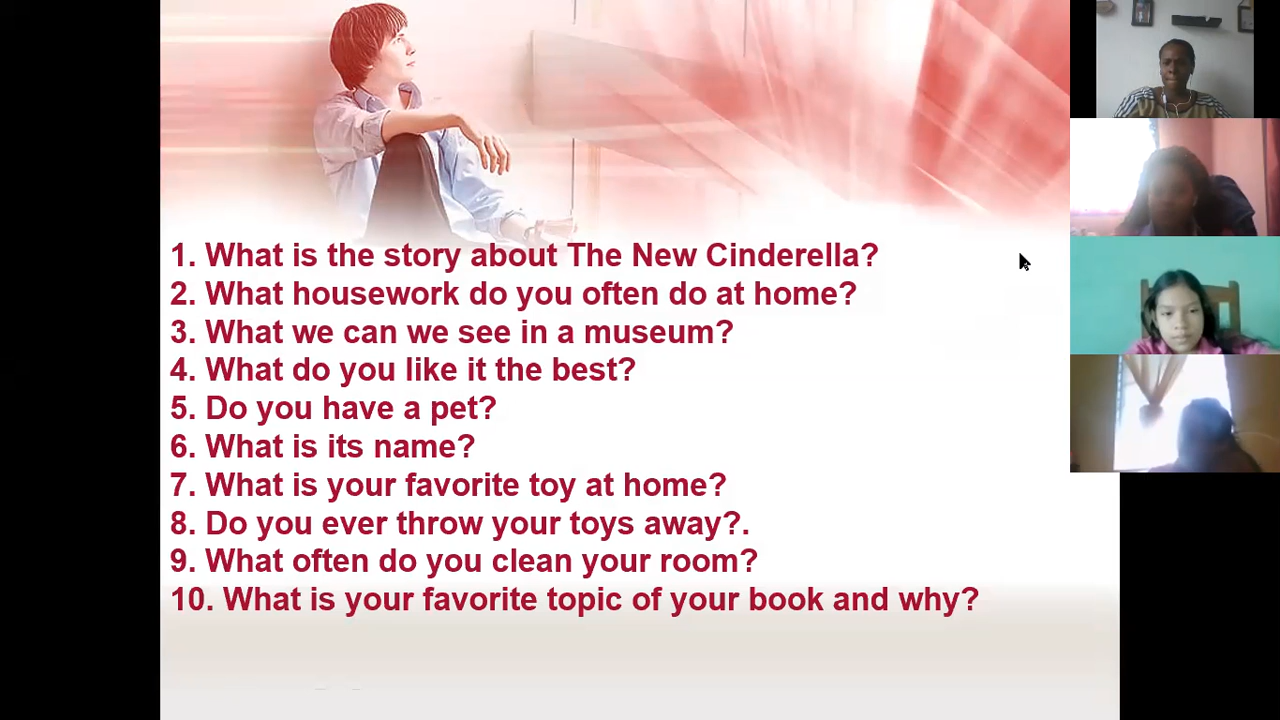 1. What is the story about The New Cinderella?
2. What housework do you often do at home?
3. What we can we see in a museum?
4. What do you like it the best?
5. Do you have a pet?
6. What is its name?
7. What is your favorite toy at home?
8. Do you ever throw your toys away?.
9. What often do you clean your room?
10. What is your favorite topic of your book and why?